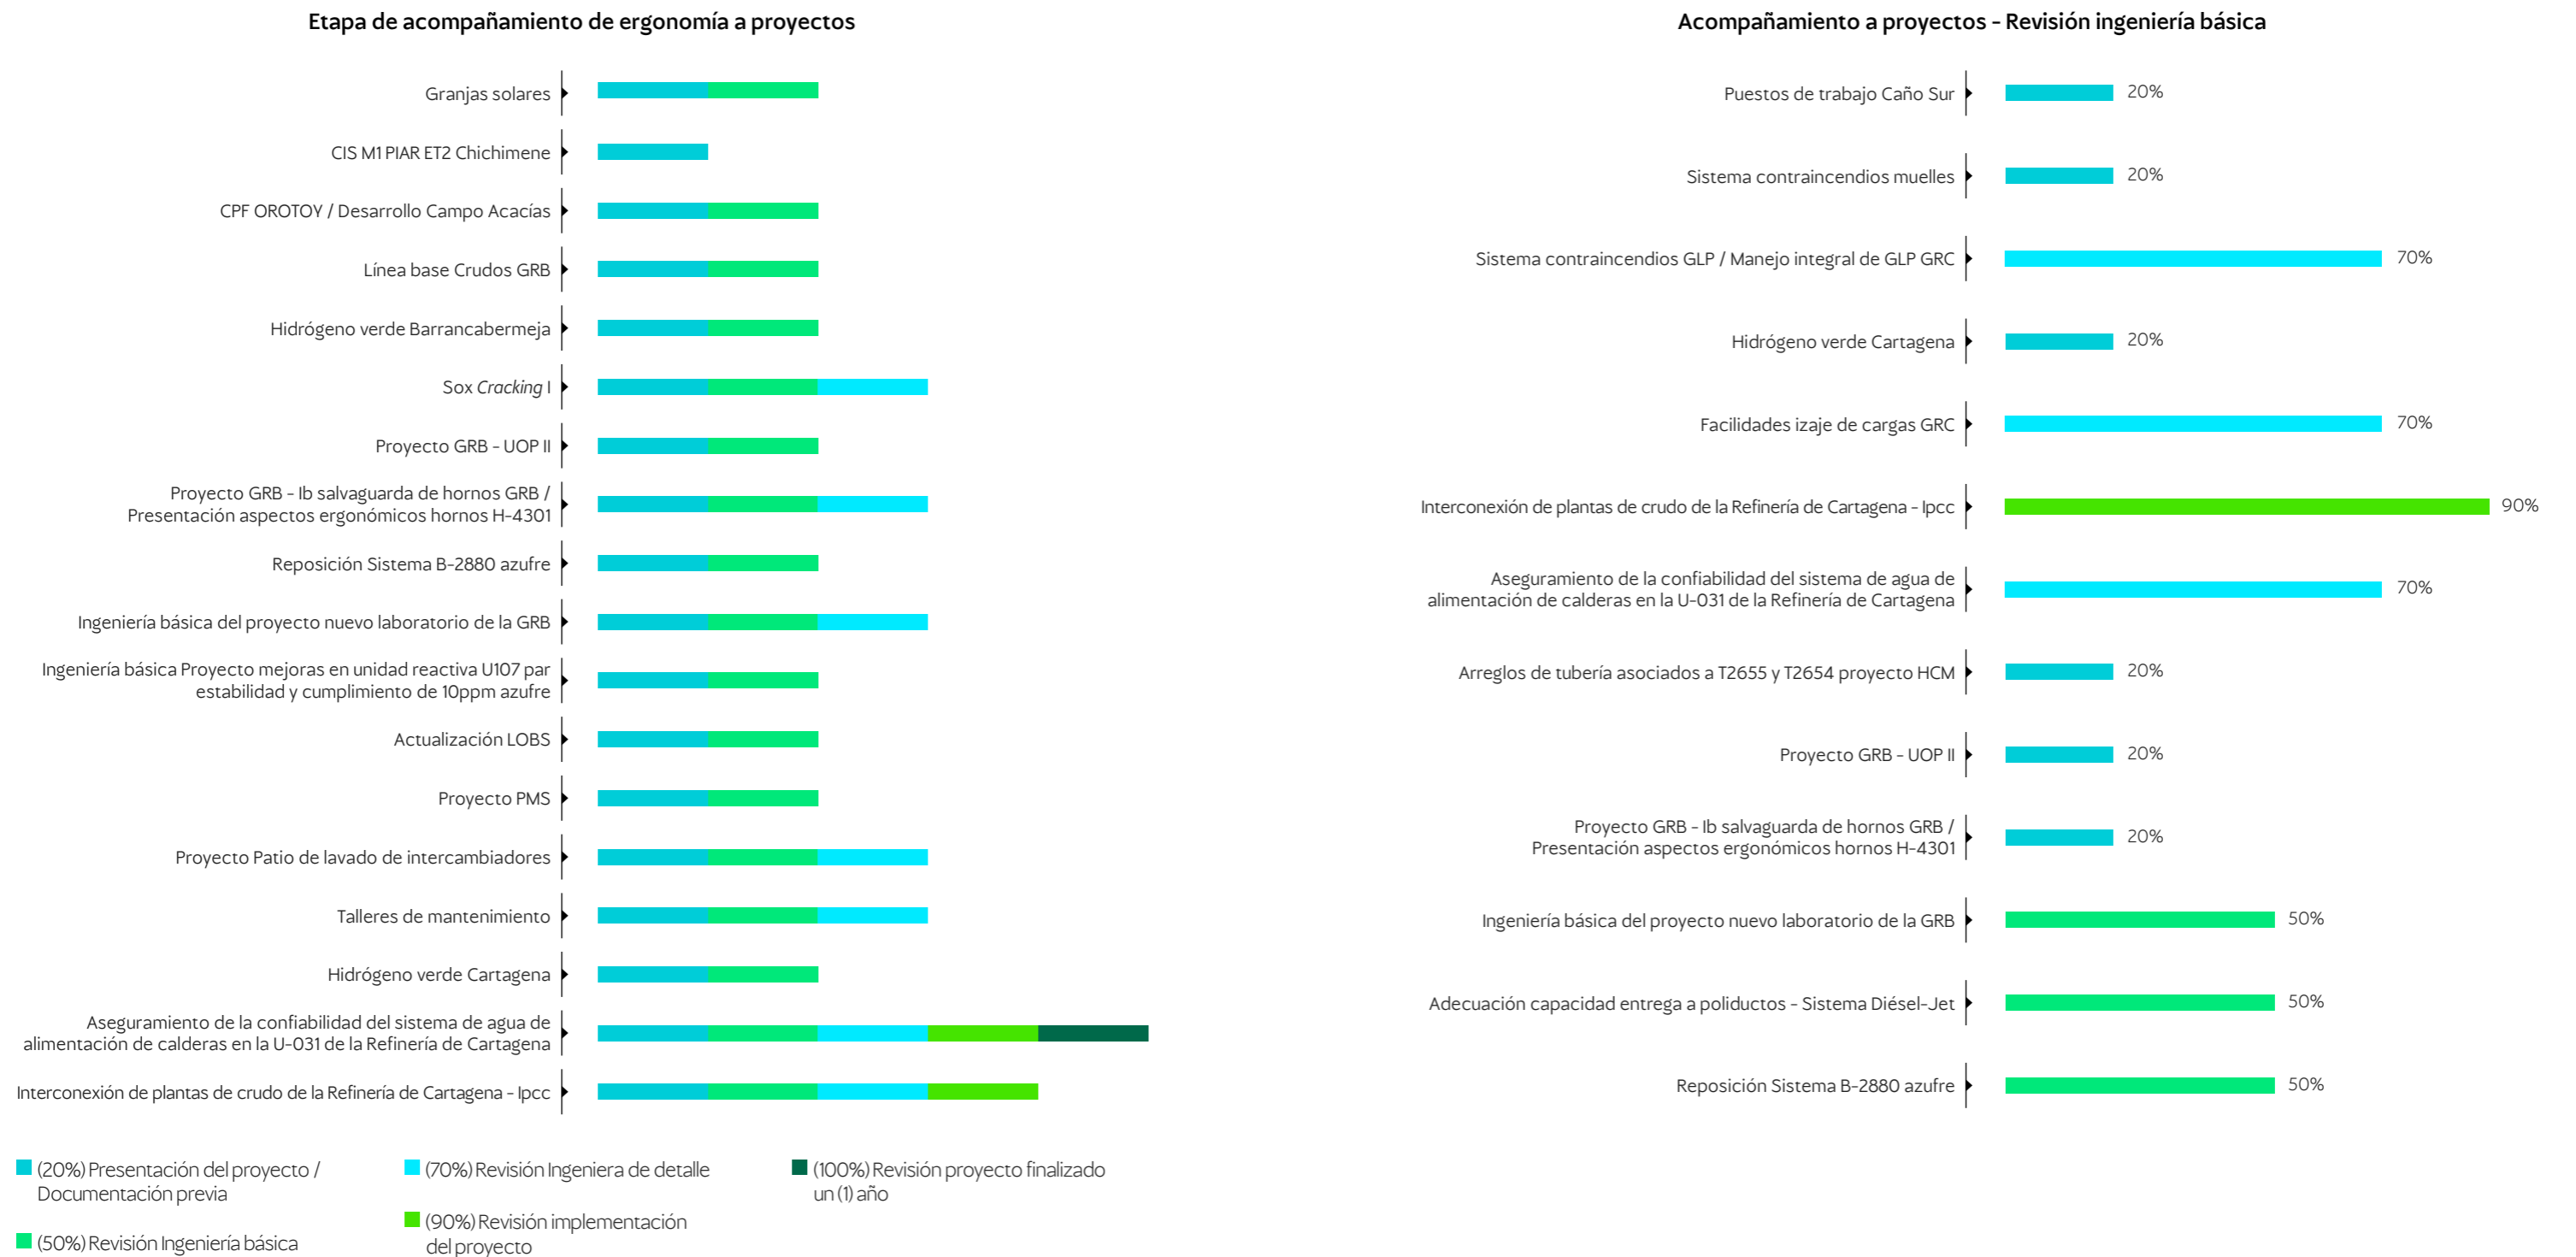 Etapa de acompañamiento de ergonomía a proyectos
Granjas solares
CIS M1 PIAR ET2 Chichimene
CPF OROTOY / Desarrollo Campo Acacías
Línea base Crudos GRB
Hidrógeno verde Barrancabermeja
Sox Cracking I
Proyecto GRB - UOP II
Proyecto GRB - Ib salvaguarda de hornos GRB /
Presentación aspectos ergonómicos hornos H-4301
Reposición Sistema B-2880 azufre
Ingeniería básica del proyecto nuevo laboratorio de la GRB
Ingeniería básica Proyecto mejoras en unidad reactiva U107 par
estabilidad y cumplimiento de 10ppm azufre
Actualización LOBS
Proyecto PMS
Proyecto Patio de lavado de intercambiadores
Talleres de mantenimiento
Hidrógeno verde Cartagena
Aseguramiento de la confiabilidad del sistema de agua de
alimentación de calderas en la U-031 de la Refinería de Cartagena
Interconexión de plantas de crudo de la Refinería de Cartagena - Ipcc
(20%) Presentación del proyecto /
Documentación previa
(50%) Revisión Ingeniería básica
(70%) Revisión Ingeniera de detalle
(90%) Revisión implementación
del proyecto
(100%) Revisión proyecto finalizado
un (1) año
Acompañamiento a proyectos - Revisión ingeniería básica
Puestos de trabajo Caño Sur 20%
Sistema contraincendios muelles 20%
Sistema contraincendios GLP / Manejo integral de GLP GRC 70%
Hidrógeno verde Cartagena 20%
Facilidades izaje de cargas GRC 70%
Interconexión de plantas de crudo de la Refinería de Cartagena - Ipcc 90%
Aseguramiento de la confiabilidad del sistema de agua de
alimentación de calderas en la U-031 de la Refinería de Cartagena 70%
Arreglos de tubería asociados a T2655 y T2654 proyecto HCM 20%
Proyecto GRB - UOP II 20%
Proyecto GRB - Ib salvaguarda de hornos GRB /
Presentación aspectos ergonómicos hornos H-4301 20%
Ingeniería básica del proyecto nuevo laboratorio de la GRB 50%
Adecuación capacidad entrega a poliductos - Sistema Diésel-Jet 50%
Reposición Sistema B-2880 azufre 50%